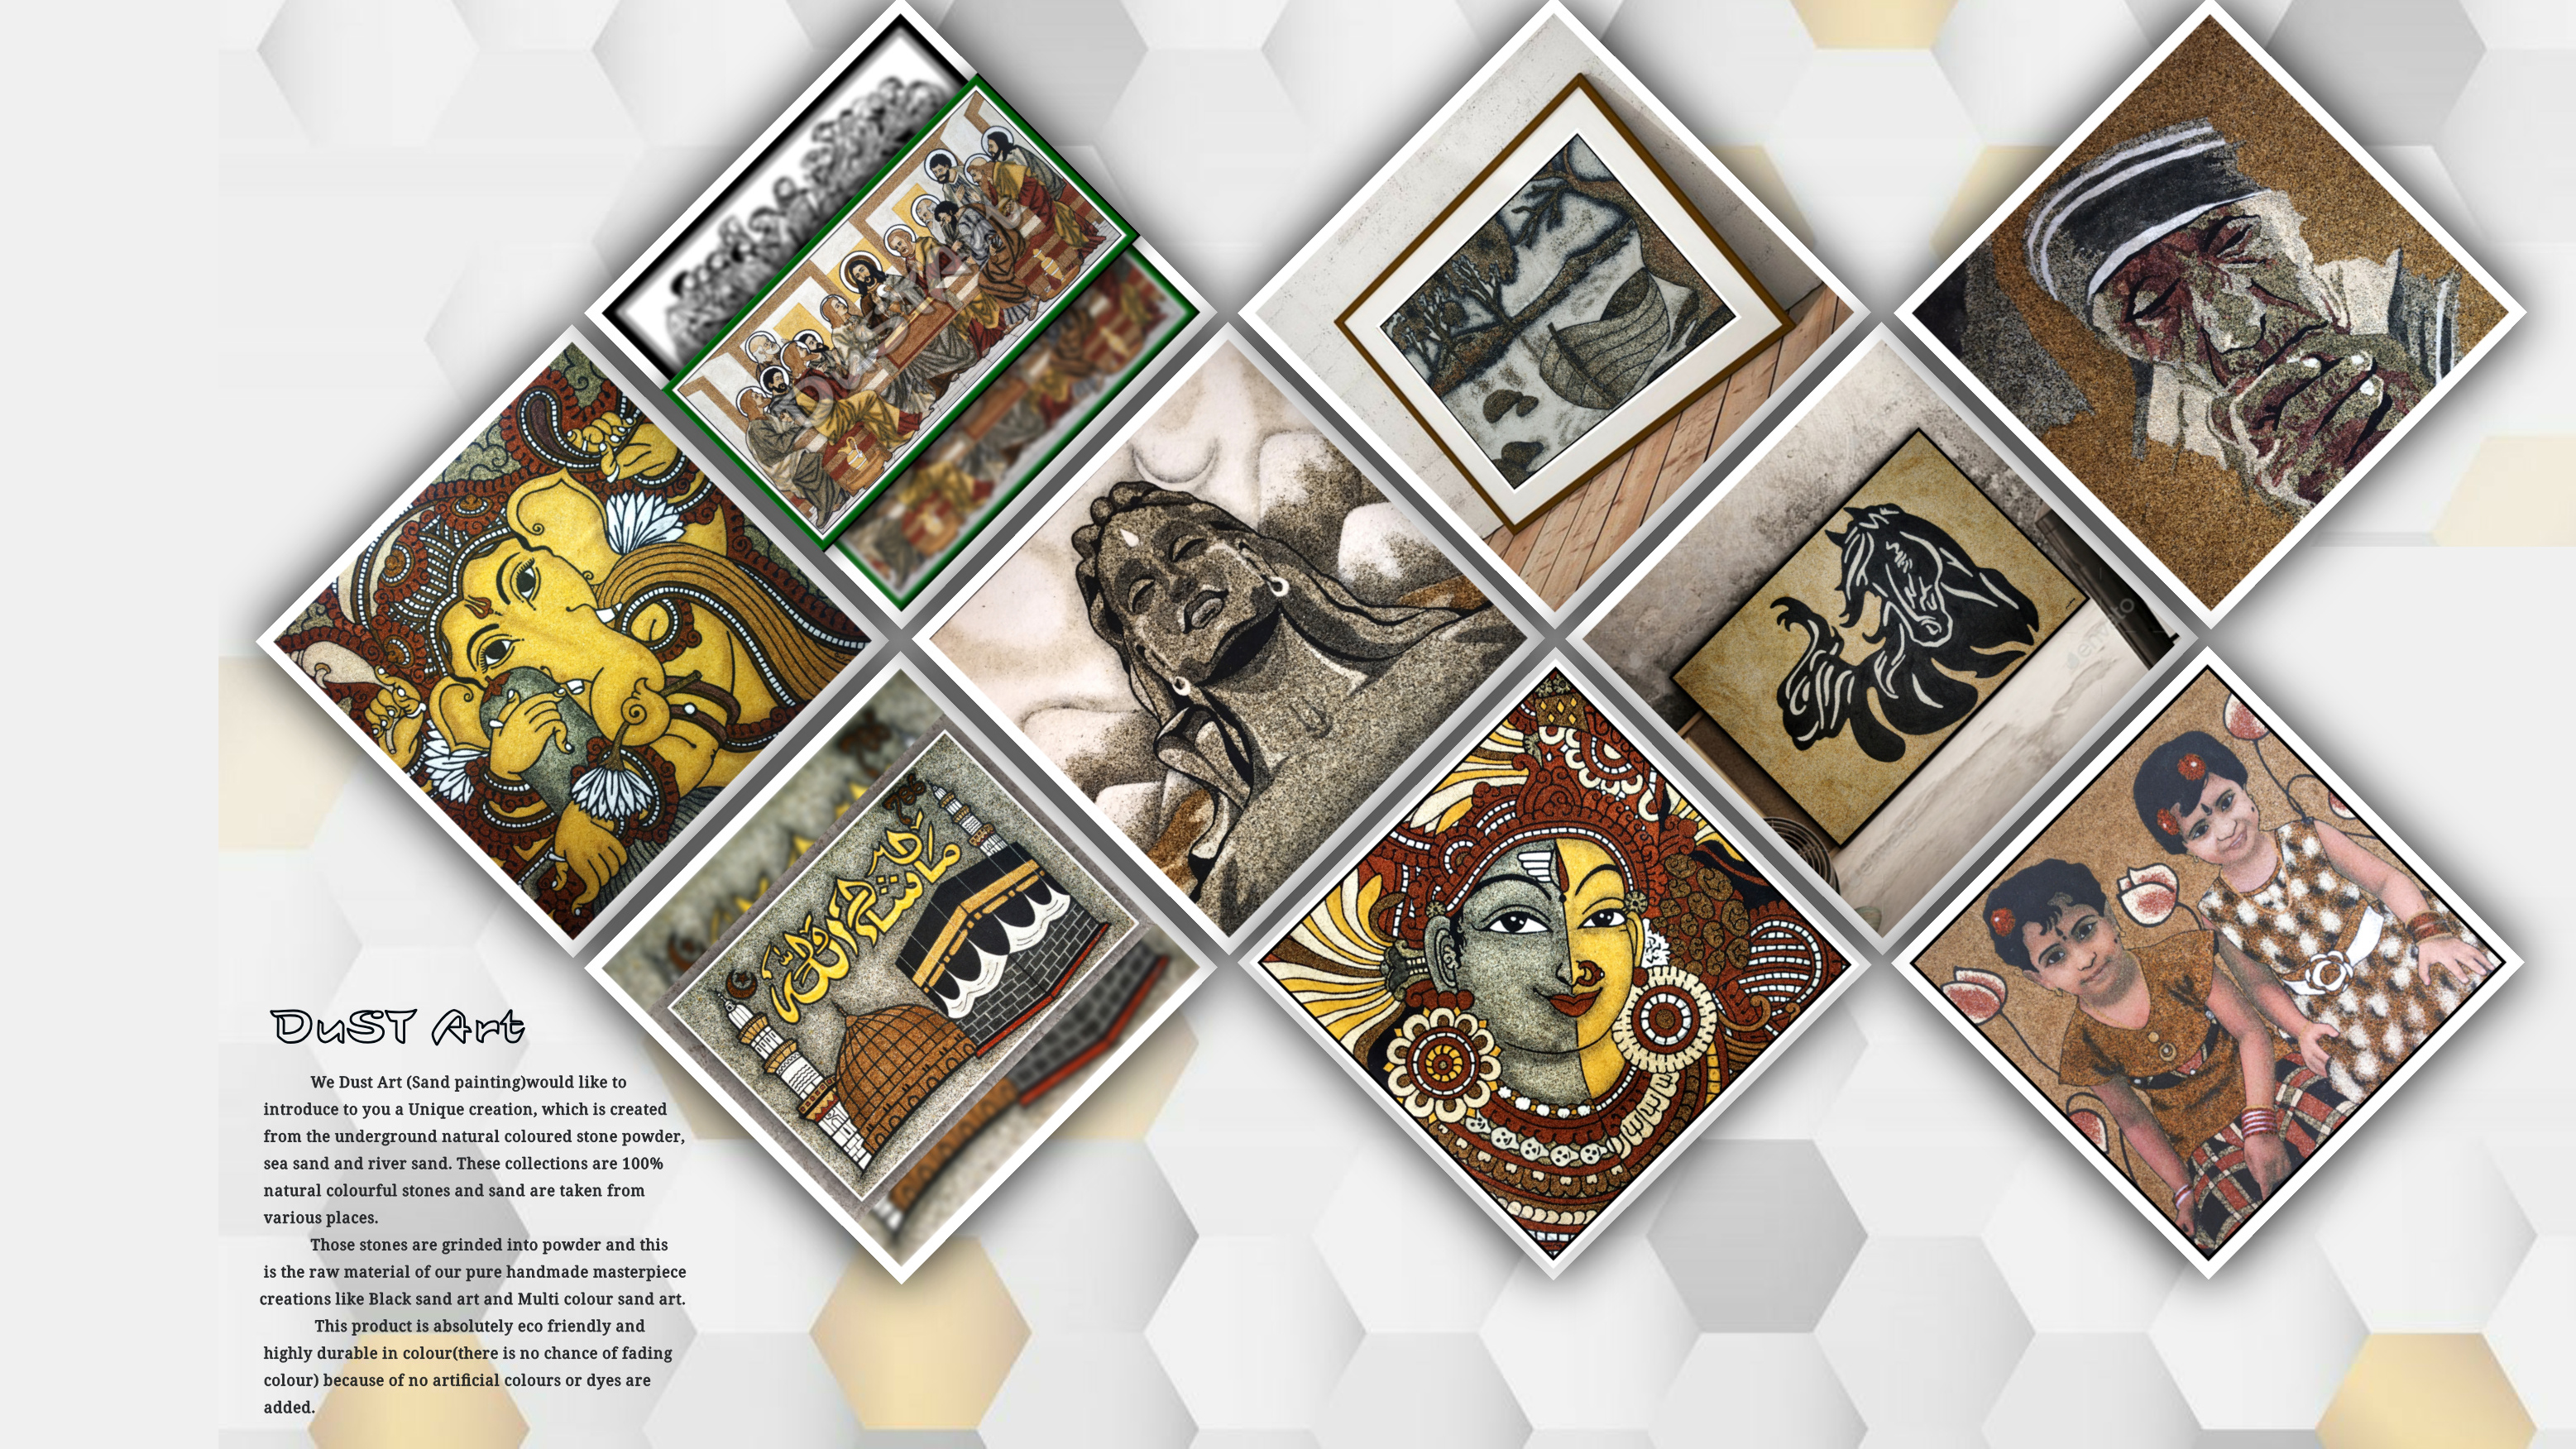 DuST Art
We Dust Art (Sand painting)would like to
introduce to you a Unique creation, which is created
from the underground natural coloured stone powder,
sea sand and river sand. These collections are 100%
natural colourful stones and sand are taken from
various places.
Those stones are grinded into powder and this
is the raw material of our pure handmade masterpiece
creations like Black sand art and Multi colour sand art.
This product is absolutely eco friendly and
highly durable in colour(there is no chance of fading
colour) because of no artificial colours or dyes are
added.
ما شاء الله
envato